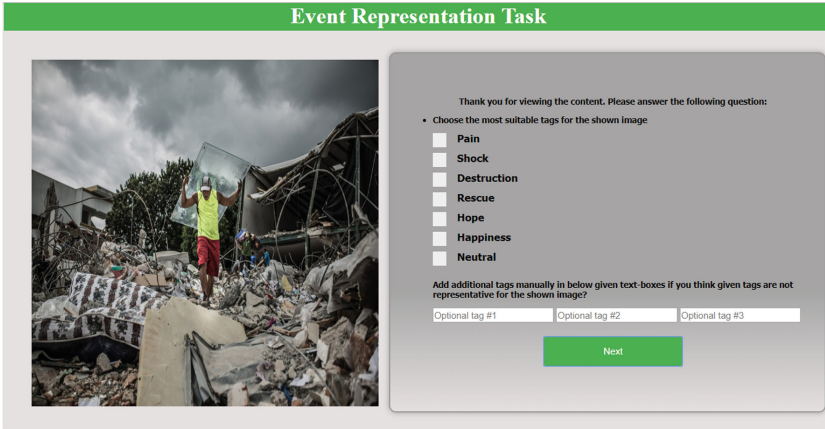 Event Representation Task
Thank you for viewing the content. Please answer the following question:
• Choose the most suitable tags for the shown image
Pain
Shock
Destruction
Rescue
Hope
Happiness
Neutral
Add additional tags manually in below given text-boxes if you think given tags are not
representative for the shown image?
Optional tag #1 Optional tag #2 Optional tag #3
Next